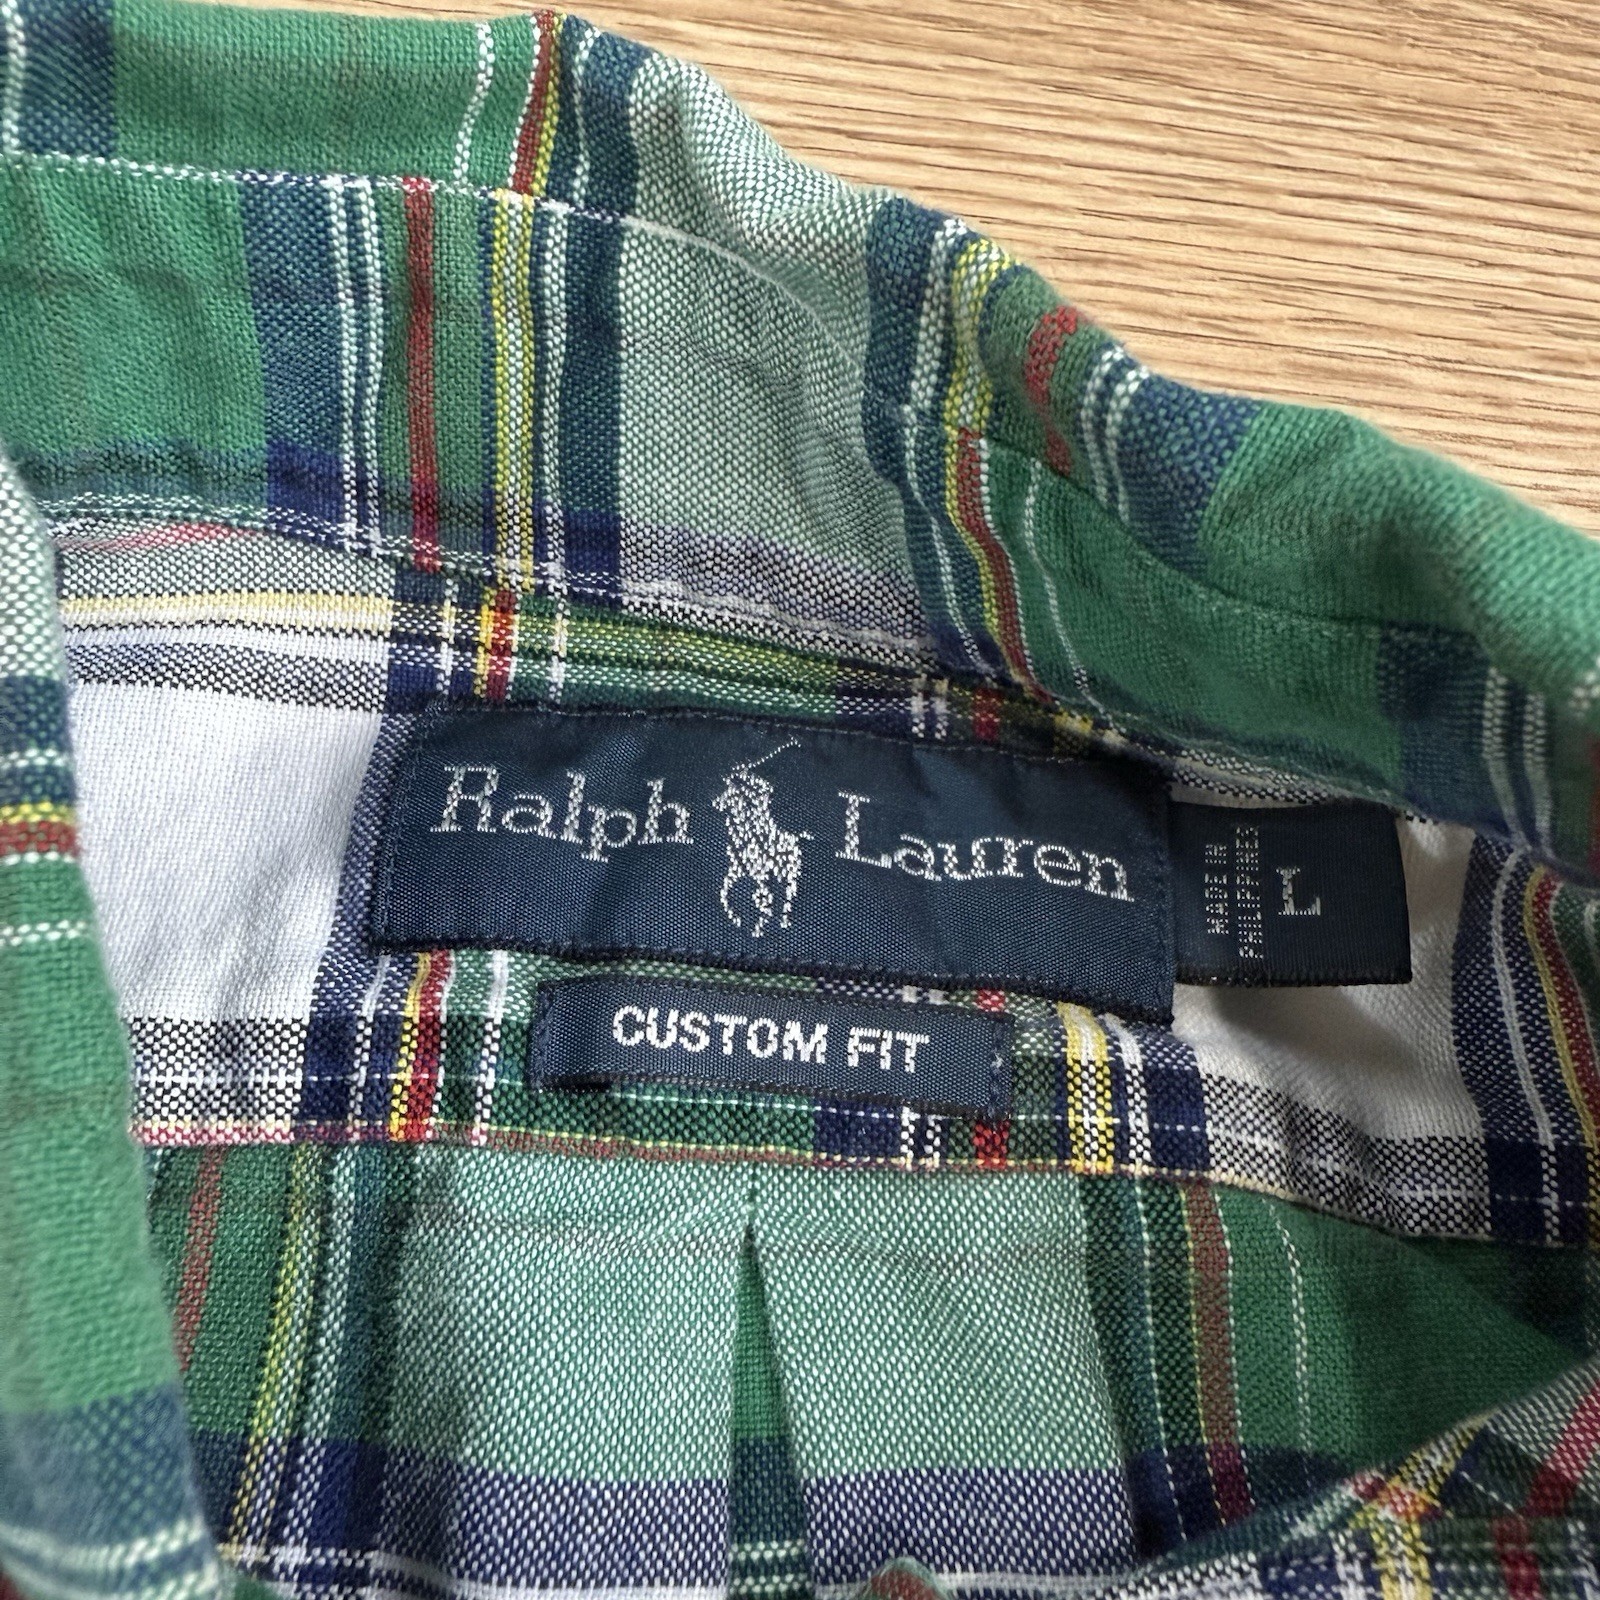 Ralph Lauren
MADE IN
PHILIPPINES
L
CUSTOM FIT